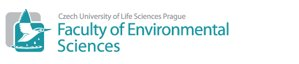 Czech University of Life Sciences Prague
Faculty of Environmental
Sciences